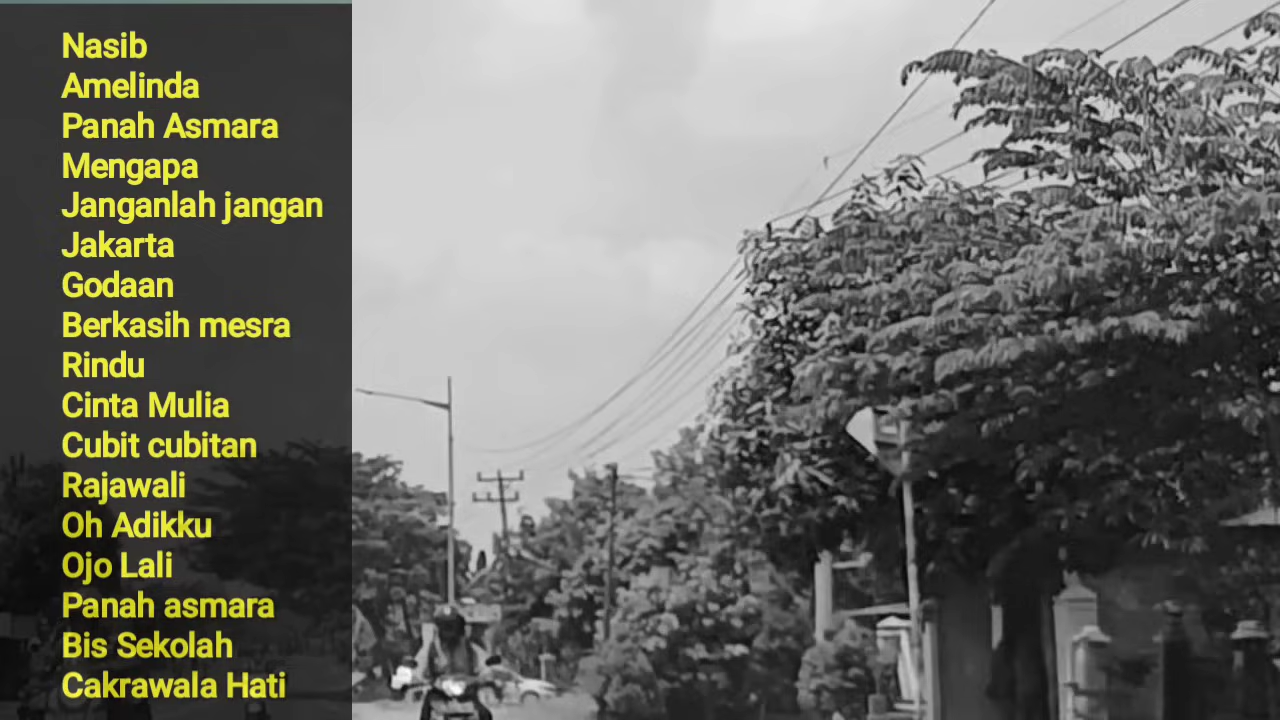 Nasib
Amelinda
Panah Asmara
Mengapa
Janganlah jangan
Jakarta
Godaan
Berkasih mesra
Rindu
Cinta Mulia
Cubit cubitan
Rajawali
Oh Adikku
Ojo Lali
Panah asmara
Bis Sekolah
Cakrawala Hati